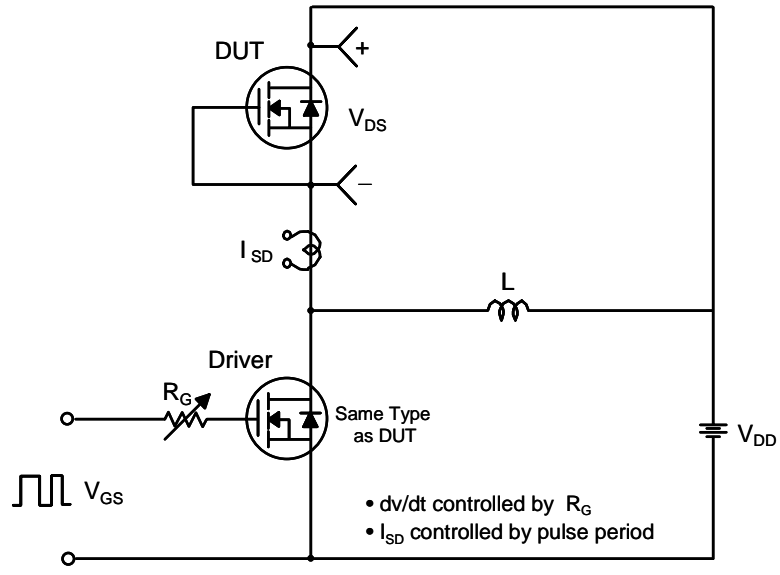 DUT
+
VDS
−
I SD
L
Driver
RG
Same Type
as DUT
VDD
VGS
• dv/dt controlled by RG
• ISD controlled by pulse period